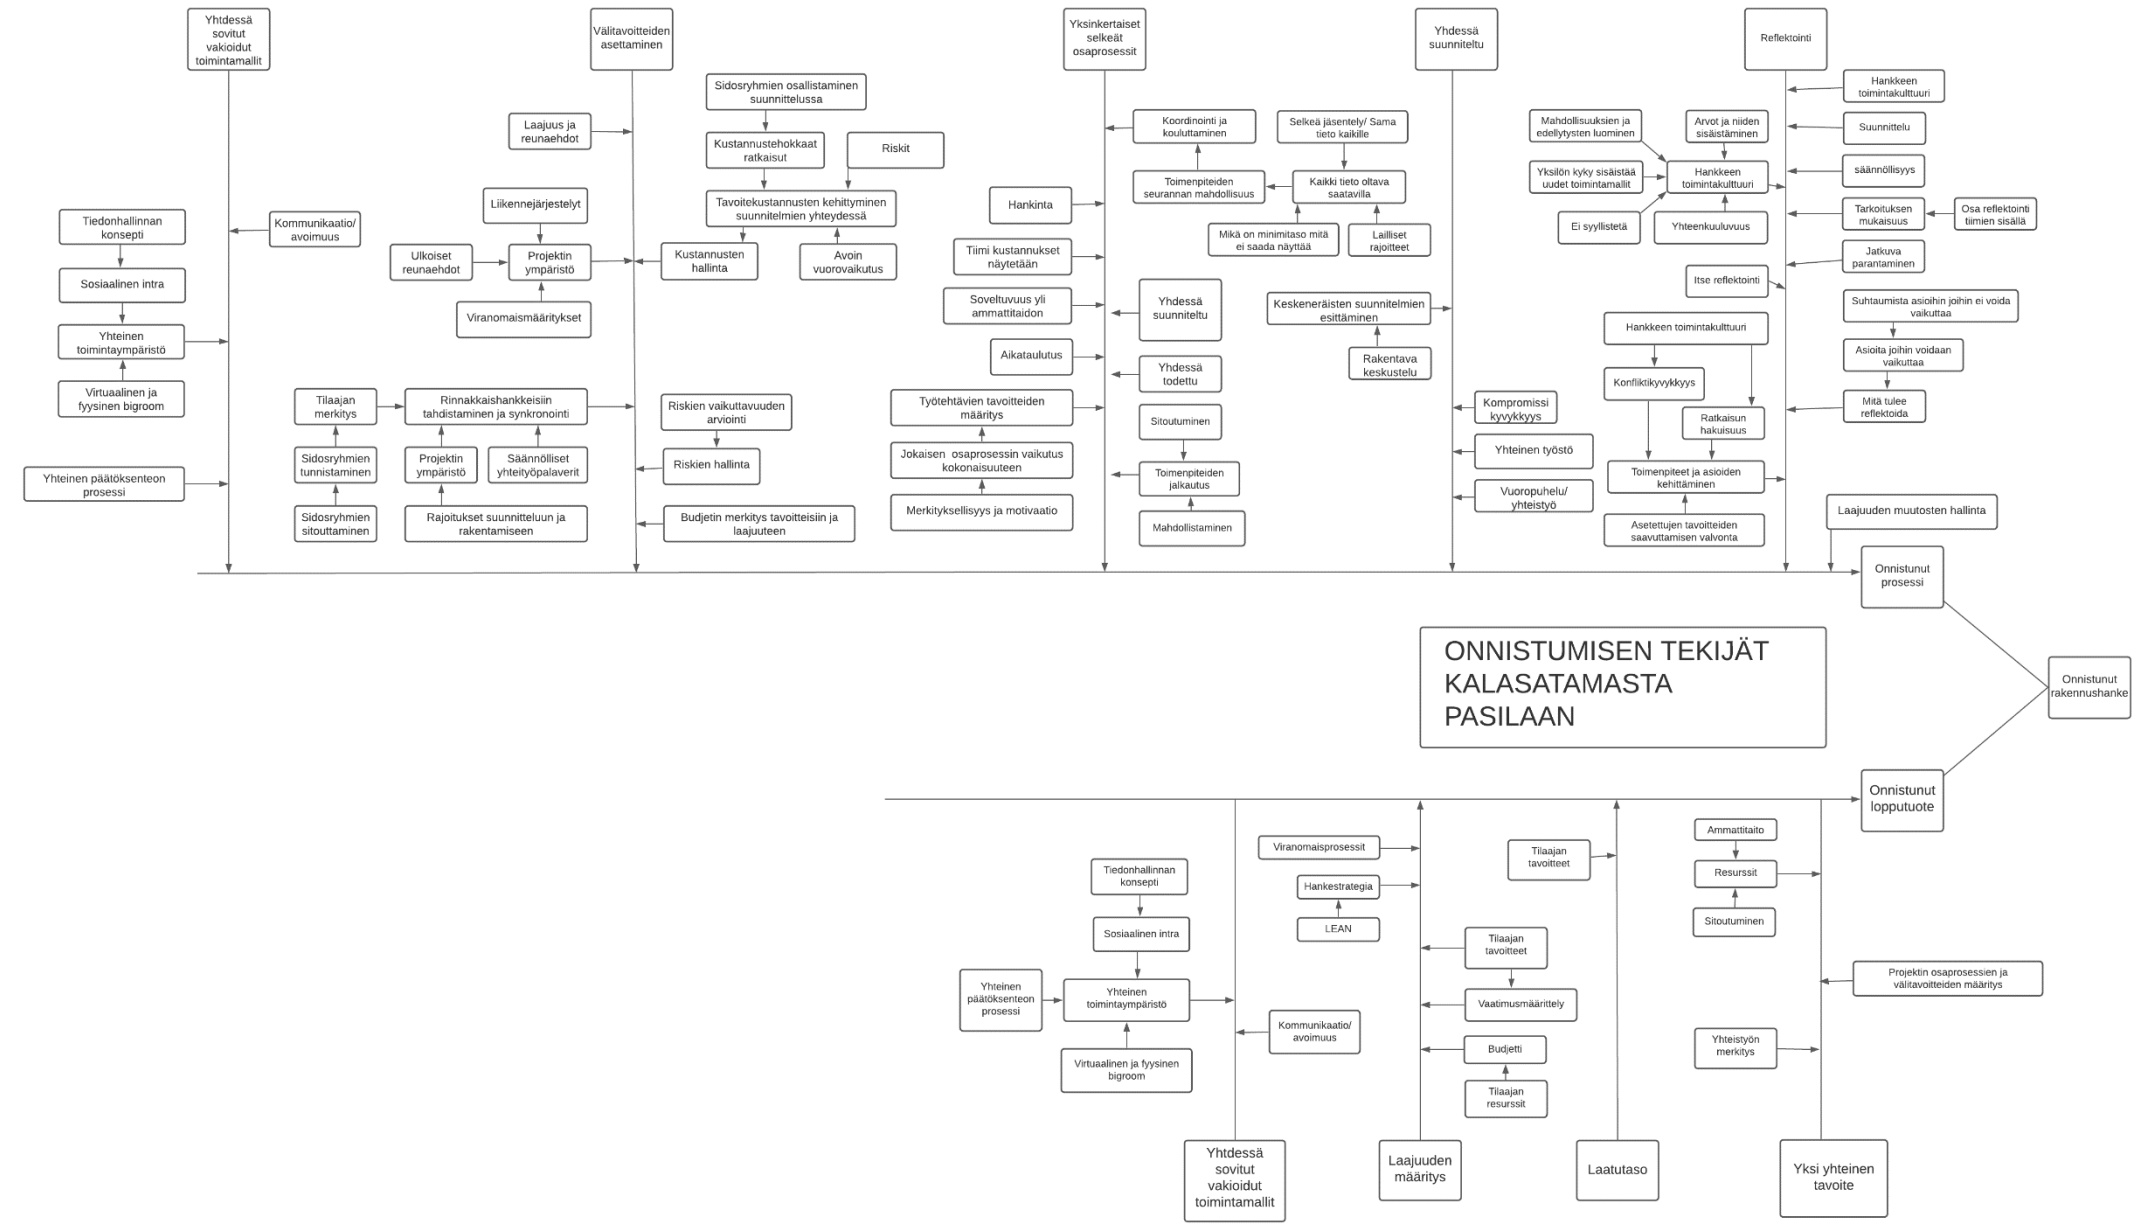 Yhtdessä
sovitut
vakioidut
toimintamallit
Välitavoitteiden
asettaminen
Yksinkertaiset
selkeät
osaprosessit
Yhdessä
suunniteltu
Reflektointi
Kommunikaatio/
avoimuus
Tiedonhallinnan
konsepti
Sosiaalinen intra
Yhteinen
toimintaympäristö
Virtuaalinen ja
fyysinen bigroom
Yhteinen päätöksenteon
prosessi
Laajuus ja
reunaehdot
Liikennejärjestelyt
Ulkoiset
reunaehdot
Projektin
ympäristö
Viranomaismääritykset
Tilaajan
merkitys
Rinnakkaishankkeisiin
tahdistaminen ja synkronointi
Sidosryhmien
tunnistaminen
Projektin
ympäristö
Säännölliset
yhteityöpalaverit
Sidosryhmien
sitouttaminen
Rajoitukset suunnitteluun ja
rakentamiseen
Sidosryhmien osallistaminen
suunnittelussa
Kustannustehokkaat
ratkaisut
Riskit
Tavoitekustannusten kehittyminen
suunnitelmien yhteydessä
Kustannusten
hallinta
Avoin
vuorovaikutus
Riskien vaikuttavuuden
arviointi
Riskien hallinta
Budjetin merkitys tavoitteisiin ja
laajuuteen
Hankinta
Tiimi kustannukset
näytetään
Soveltuvuus yli
ammattitaidon
Aikataulutus
Työtehtävien tavoitteiden
määritys
Jokaisen  osaprosessin vaikutus
kokonaisuuteen
Merkityksellisyys ja motivaatio
Koordinointi ja
kouluttaminen
Selkeä jäsentely/ Sama
tieto kaikille
Toimenpiteiden
seurannan mahdollisuus
Kaikki tieto oltava
saatavilla
Mikä on minimitaso mitä
ei saada näyttää
Lailliset
rajoitteet
Yhdessä
suunniteltu
Yhdessä
todettu
Sitoutuminen
Toimenpiteiden
jalkautus
Mahdollistaminen
Keskeneräisten suunnitelmien
esittäminen
Rakentava
keskustelu
Kompromissi
kyvykkyys
Yhteinen työstö
Vuoropuhelu/
yhteistyö
Mahdollisuuksien ja
edellytysten luominen
Arvot ja niiden
sisäistäminen
Yksilön kyky sisäistää
uudet toimintamallit
Hankkeen
toimintakulttuuri
Ei syyllistetä
Yhteenkuuluvuus
Itse reflektointi
Hankkeen toimintakulttuuri
Konfliktikyvykkyys
Ratkaisun
hakuisuus
Toimenpiteet ja asioiden
kehittäminen
Asetettujen tavoitteiden
saavuttamisen valvonta
Hankkeen
toimintakulttuuri
Suunnittelu
säännöllisyys
Tarkoituksen
mukaisuus
Osa reflektointi
tiimien sisällä
Jatkuva
parantaminen
Suhtaumista asioihin joihin ei voida
vaikuttaa
Asioita joihin voidaan
vaikuttaa
Mitä tulee
reflektoida
Laajuuden muutosten hallinta
Onnistunut
prosessi
ONNISTUMISEN TEKIJÄT
KALASATAMASTA
PASILAAN
Onnistunut
rakennushanke
Onnistunut
lopputuote
Tiedonhallinnan
konsepti
Sosiaalinen intra
Yhteinen
päätöksenteon
prosessi
Yhteinen
toimintaympäristö
Virtuaalinen ja fyysinen
bigroom
Kommunikaatio/
avoimuus
Viranomaisprosessit
Hankestrategia
LEAN
Tilaajan
tavoitteet
Vaatimusmäärittely
Budjetti
Tilaajan
resurssit
Tilaajan
tavoitteet
Ammattitaito
Resurssit
Sitoutuminen
Projektin osaprosessien ja
välitavoitteiden määritys
Yhteistyön
merkitys
Yhtdessä
sovitut
vakioidut
toimintamallit
Laajuuden
määritys
Laatutaso
Yksi yhteinen
tavoite